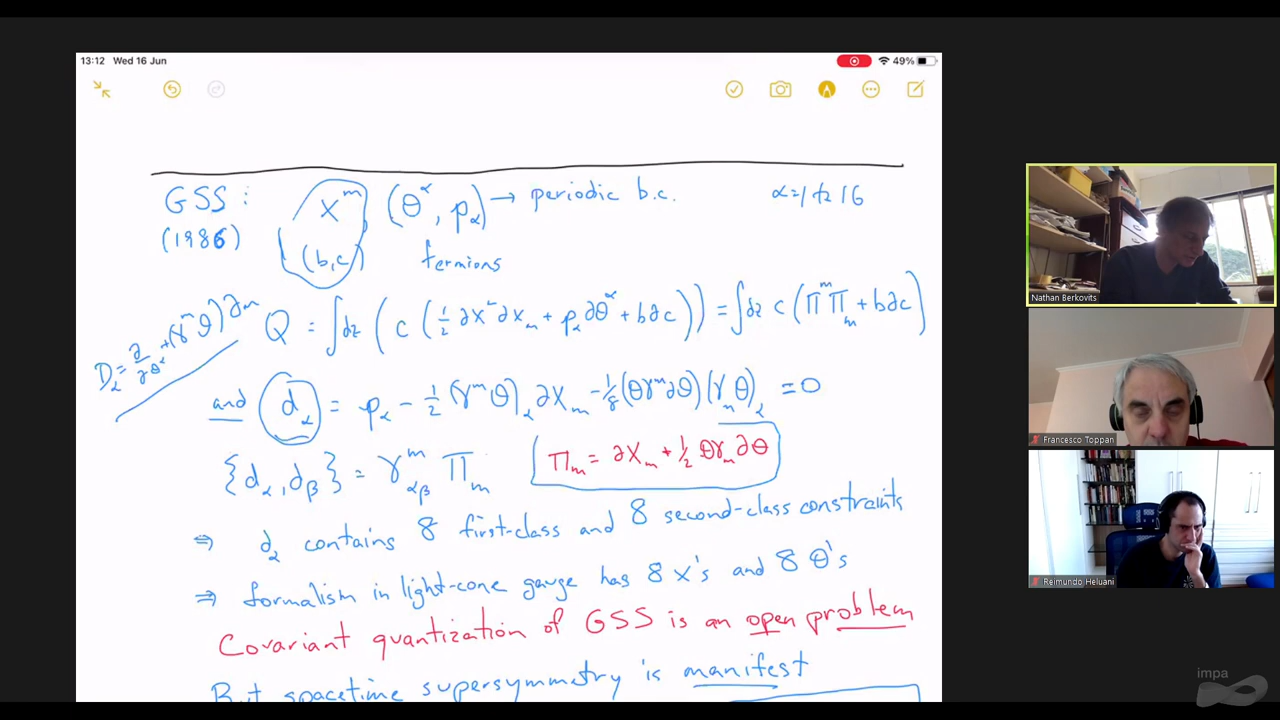 13:12 Wed 16 Jun
49%
GSS : X^m (θ^α, p_α) → periodic b.c. α=1 to 16
(1986) (b,c) fermions
D_α = ∂/∂θ^α + (γ^m θ)_α ∂_m
Q = ∫dz ( c ( ½ ∂x^m ∂x_m + p_α ∂θ^α + b∂c ) ) = ∫dz c ( Π^m Π_m + b∂c )
and d_α = p_α - ½ (γ^m θ)_α ∂X_m - ⅛ (θγ^m ∂θ)(γ_m θ)_α = 0
{d_α, d_β} = γ^m_αβ Π_m Π_m = ∂X_m + ½ θγ_m ∂θ
⇒ d_α contains 8 first-class and 8 second-class constraints
⇒ formalism in light-cone gauge has 8 x's and 8 θ's
Covariant quantization of GSS is an open problem
But spacetime supersymmetry is manifest
Nathan Berkovits
Francesco Toppan
Reimundo Heluani
impa